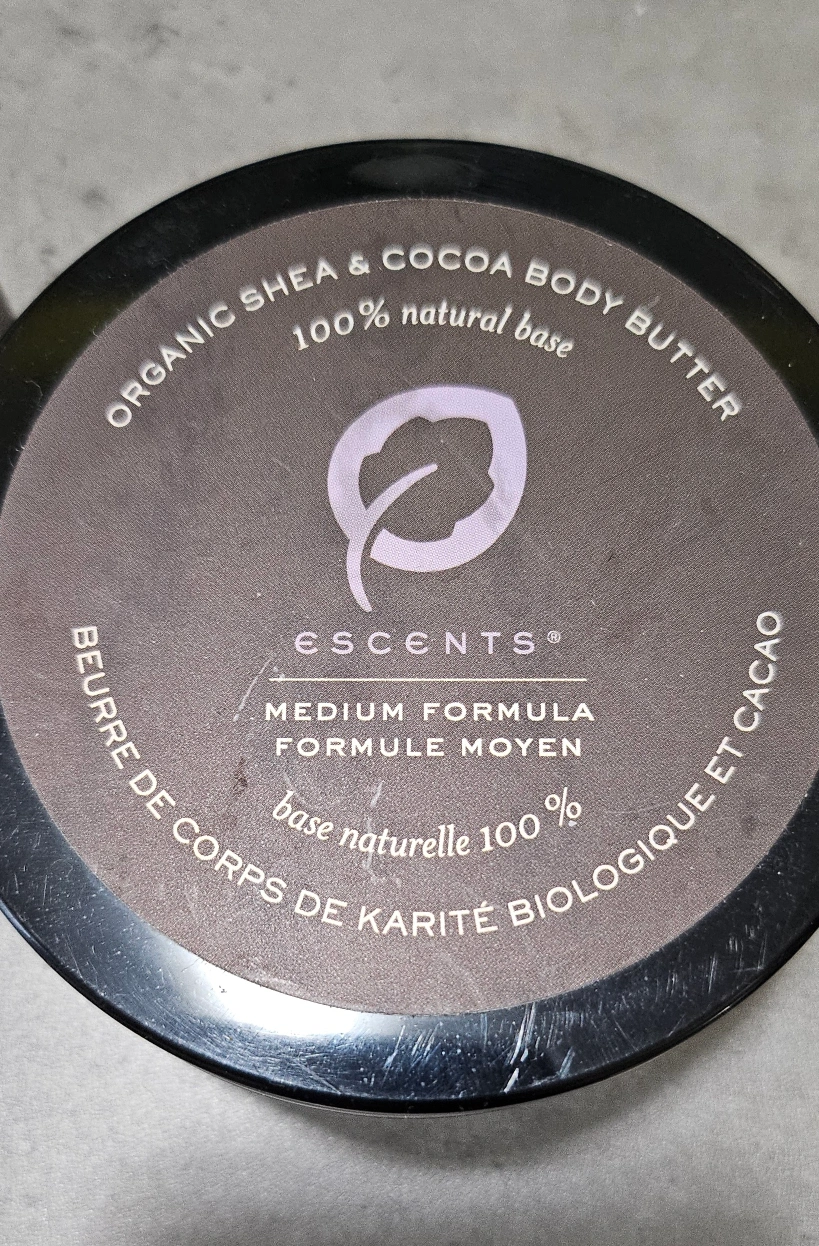 ORGANIC SHEA & COCOA BODY BUTTER
100% natural base
ESCENTS®
MEDIUM FORMULA
FORMULE MOYEN
base naturelle 100 %
BEURRE DE CORPS DE KARITÉ BIOLOGIQUE ET CACAO